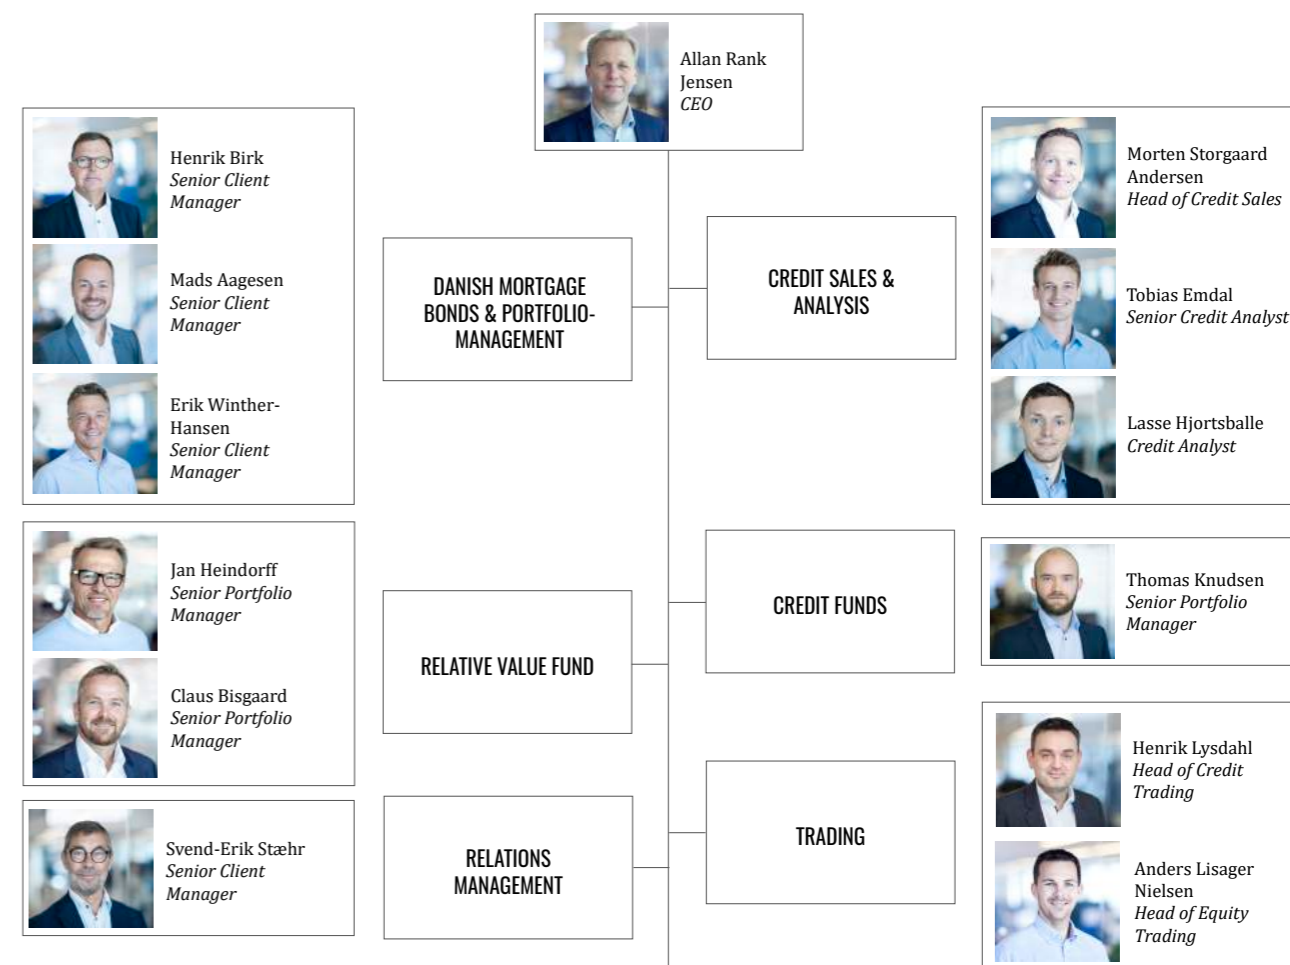 Allan Rank
Jensen
CEO
Henrik Birk
Senior Client
Manager
Mads Aagesen
Senior Client
Manager
Erik Winther-
Hansen
Senior Client
Manager
DANISH MORTGAGE
BONDS & PORTFOLIO-
MANAGEMENT
CREDIT SALES &
ANALYSIS
Morten Storgaard
Andersen
Head of Credit Sales
Tobias Emdal
Senior Credit Analyst
Lasse Hjortsballe
Credit Analyst
Jan Heindorff
Senior Portfolio
Manager
Claus Bisgaard
Senior Portfolio
Manager
RELATIVE VALUE FUND
CREDIT FUNDS
Thomas Knudsen
Senior Portfolio
Manager
Svend-Erik Stæhr
Senior Client
Manager
RELATIONS
MANAGEMENT
TRADING
Henrik Lysdahl
Head of Credit
Trading
Anders Lisager
Nielsen
Head of Equity
Trading